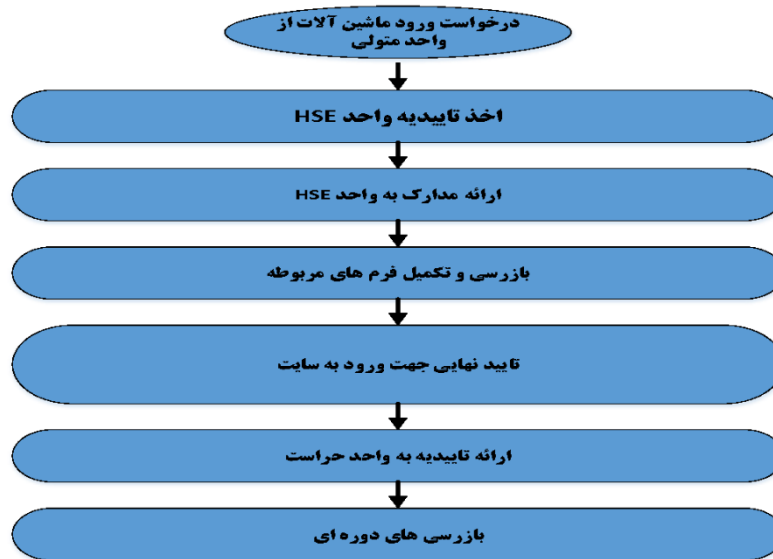 درخواست ورود ماشین آلات از
واحد متولی
اخذ تاییدیه واحد HSE
ارائه مدارک به واحد HSE
بازرسی و تکمیل فرم های مربوطه
تایید نهایی جهت ورود به سایت
ارائه تاییدیه به واحد حراست
بازرسی های دوره ای